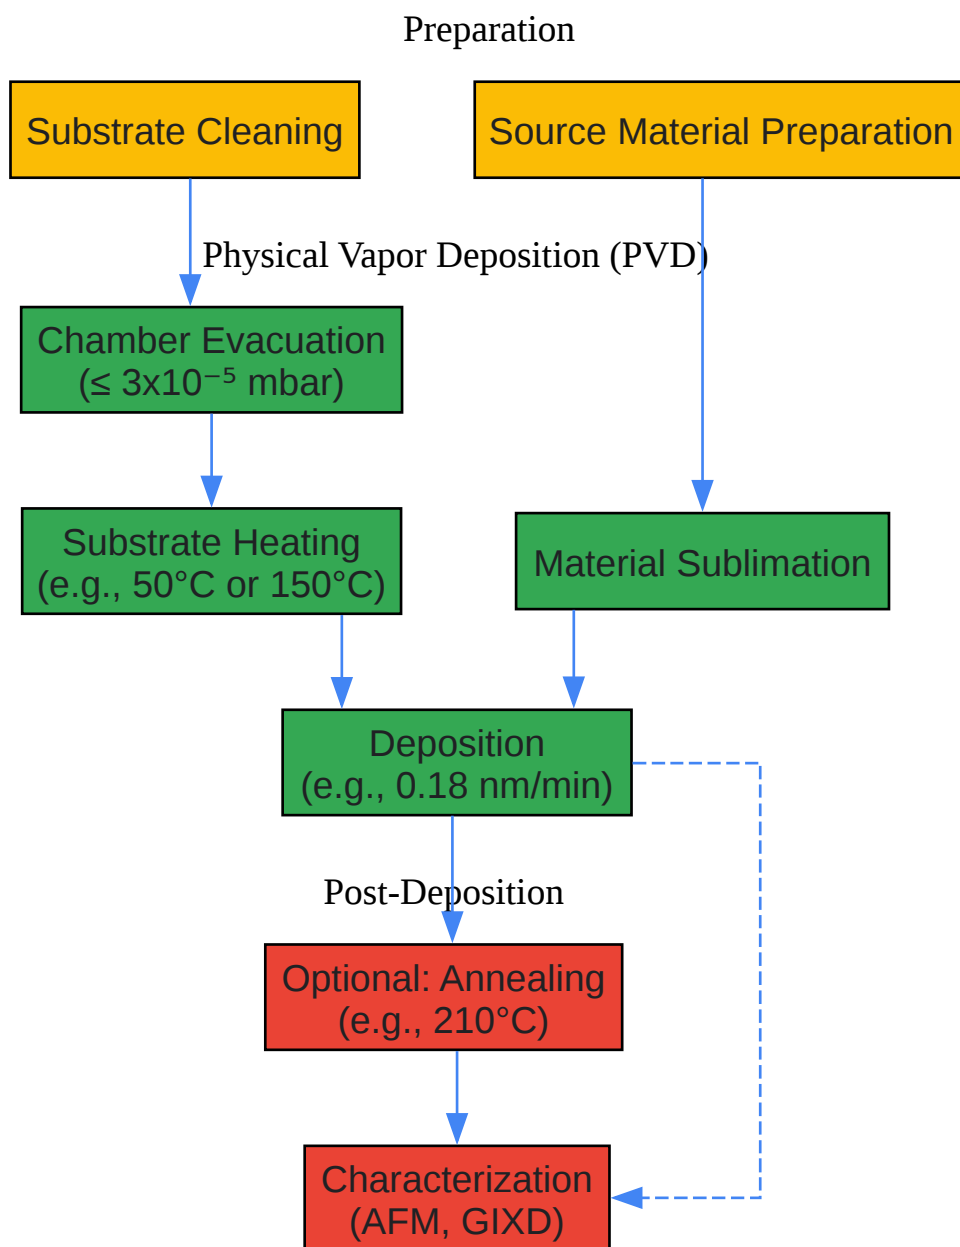 Preparation
Substrate Cleaning
Source Material Preparation
Physical Vapor Deposition (PVD)
Chamber Evacuation
(≤ 3x10⁻⁵ mbar)
Substrate Heating
(e.g., 50°C or 150°C)
Material Sublimation
Deposition
(e.g., 0.18 nm/min)
Post-Deposition
Optional: Annealing
(e.g., 210°C)
Characterization
(AFM, GIXD)